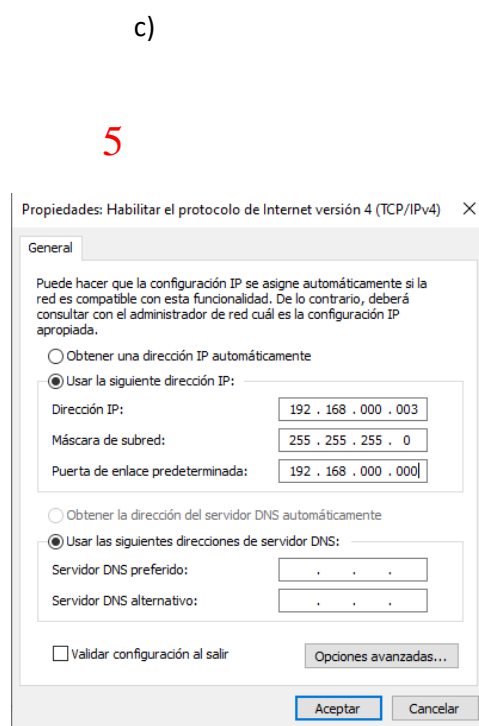 c)
5
Propiedades: Habilitar el protocolo de Internet versión 4 (TCP/IPv4)
General
Puede hacer que la configuración IP se asigne automáticamente si la
red es compatible con esta funcionalidad. De lo contrario, deberá
consultar con el administrador de red cuál es la configuración IP
apropiada.
Obtener una dirección IP automáticamente
Usar la siguiente dirección IP:
Dirección IP: 192 . 168 . 000 . 003
Máscara de subred: 255 . 255 . 255 . 0
Puerta de enlace predeterminada: 192 . 168 . 000 . 000
Obtener la dirección del servidor DNS automáticamente
Usar las siguientes direcciones de servidor DNS:
Servidor DNS preferido: . . .
Servidor DNS alternativo: . . .
Validar configuración al salir Opciones avanzadas...
Aceptar Cancelar